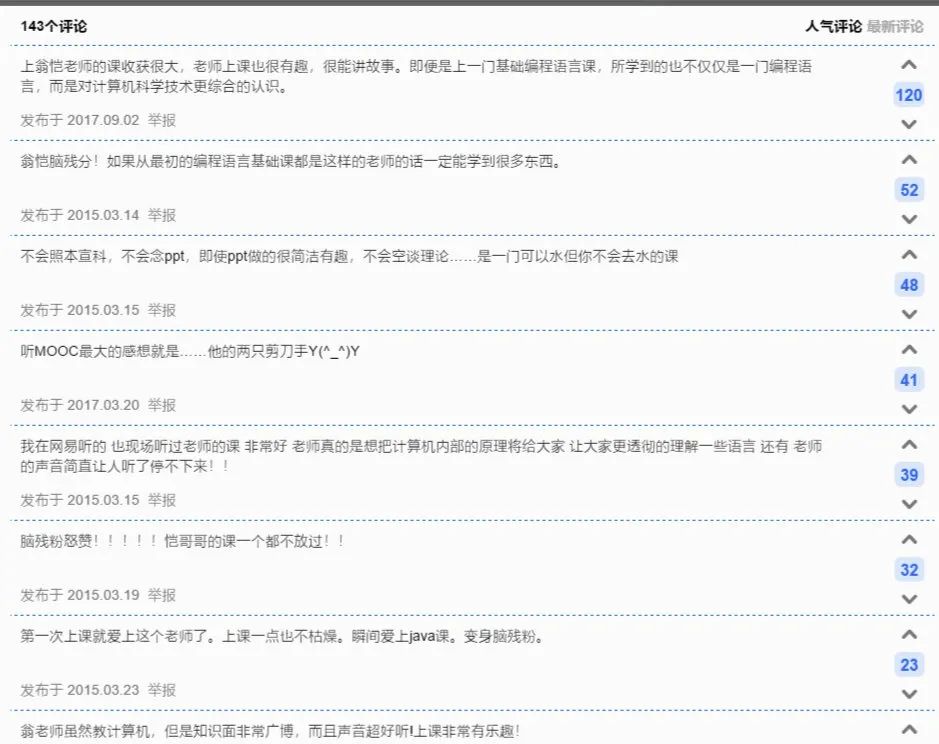 143个评论
人气评论 最新评论
上翁恺老师的课收获很大，老师上课也很有趣，很能讲故事。即便是上一门基础编程语言课，所学到的也不仅仅是一门编程语
言，而是对计算机科学技术更综合的认识。
120
发布于 2017.09.02 举报
翁恺脑残分！如果从最初的编程语言基础课都是这样的老师的话一定能学到很多东西。
52
发布于 2015.03.14 举报
不会照本宣科，不会念ppt，即使ppt做的很简洁有趣，不会空谈理论……是一门可以水但你不会去水的课
48
发布于 2015.03.15 举报
听MOOC最大的感想就是……他的两只剪刀手Y(^_^)Y
41
发布于 2017.03.20 举报
我在网易听的 也现场听过老师的课 非常好 老师真的是想把计算机内部的原理将给大家 让大家更透彻的理解一些语言 还有 老师
的声音简直让人听了停不下来！！
39
发布于 2015.03.15 举报
脑残粉怒赞！！！！！恺哥哥的课一个都不放过！！
32
发布于 2015.03.19 举报
第一次上课就爱上这个老师了。上课一点也不枯燥。瞬间爱上java课。变身脑残粉。
23
发布于 2015.03.23 举报
翁老师虽然教计算机，但是知识面非常广博，而且声音超好听!上课非常有乐趣！